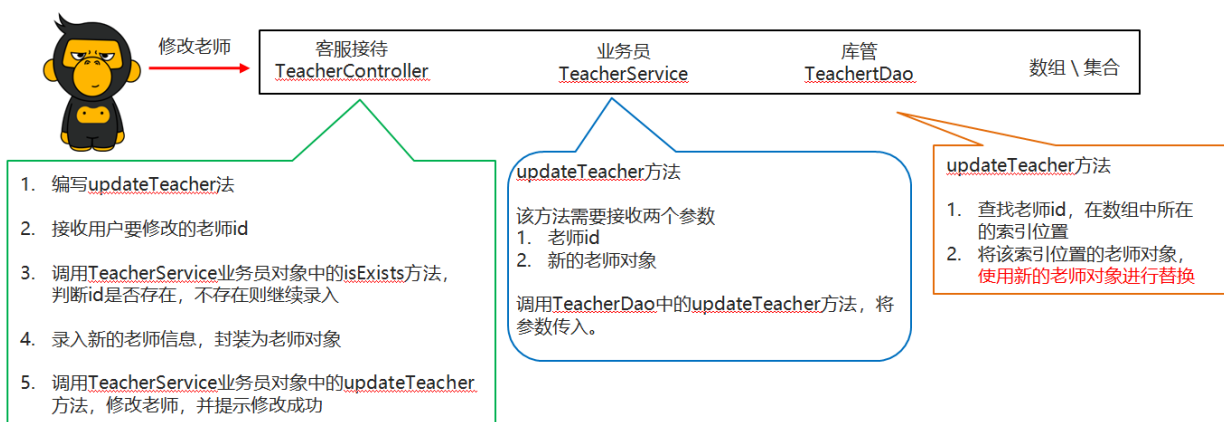 修改老师
客服接待
TeacherController
业务员
TeacherService
库管
TeachertDao
数组 \ 集合
1. 编写updateTeacher法
2. 接收用户要修改的老师id
3. 调用TeacherService业务员对象中的isExists方法，
判断id是否存在，不存在则继续录入
4. 录入新的老师信息，封装为老师对象
5. 调用TeacherService业务员对象中的updateTeacher
方法，修改老师，并提示修改成功
updateTeacher方法
该方法需要接收两个参数
1. 老师id
2. 新的老师对象
调用TeacherDao中的updateTeacher方法，将
参数传入。
updateTeacher方法
1. 查找老师id，在数组中所在
的索引位置
2. 将该索引位置的老师对象，
使用新的老师对象进行替换